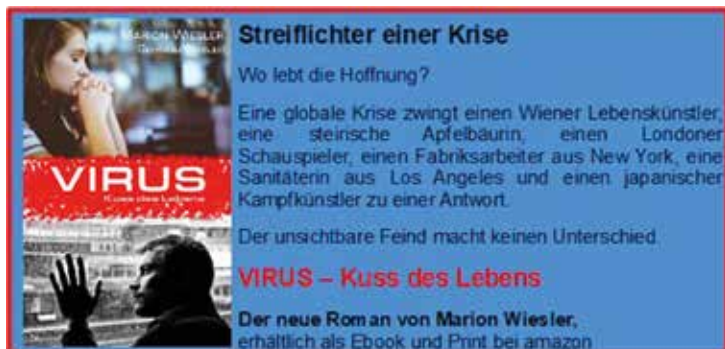 MARION WIESLER
VIRUS
Kuss des Lebens
Streiflichter einer Krise
Wo lebt die Hoffnung?
Eine globale Krise zwingt einen Wiener Lebenskünstler,
eine steirische Apfelbäurin, einen Londoner
Schauspieler, einen Fabriksarbeiter aus New York, eine
Sanitäterin aus Los Angeles und einen japanischer
Kampfkünstler zu einer Antwort.
Der unsichtbare Feind macht keinen Unterschied.
VIRUS – Kuss des Lebens
Der neue Roman von Marion Wiesler,
erhältlich als Ebook und Print bei amazon